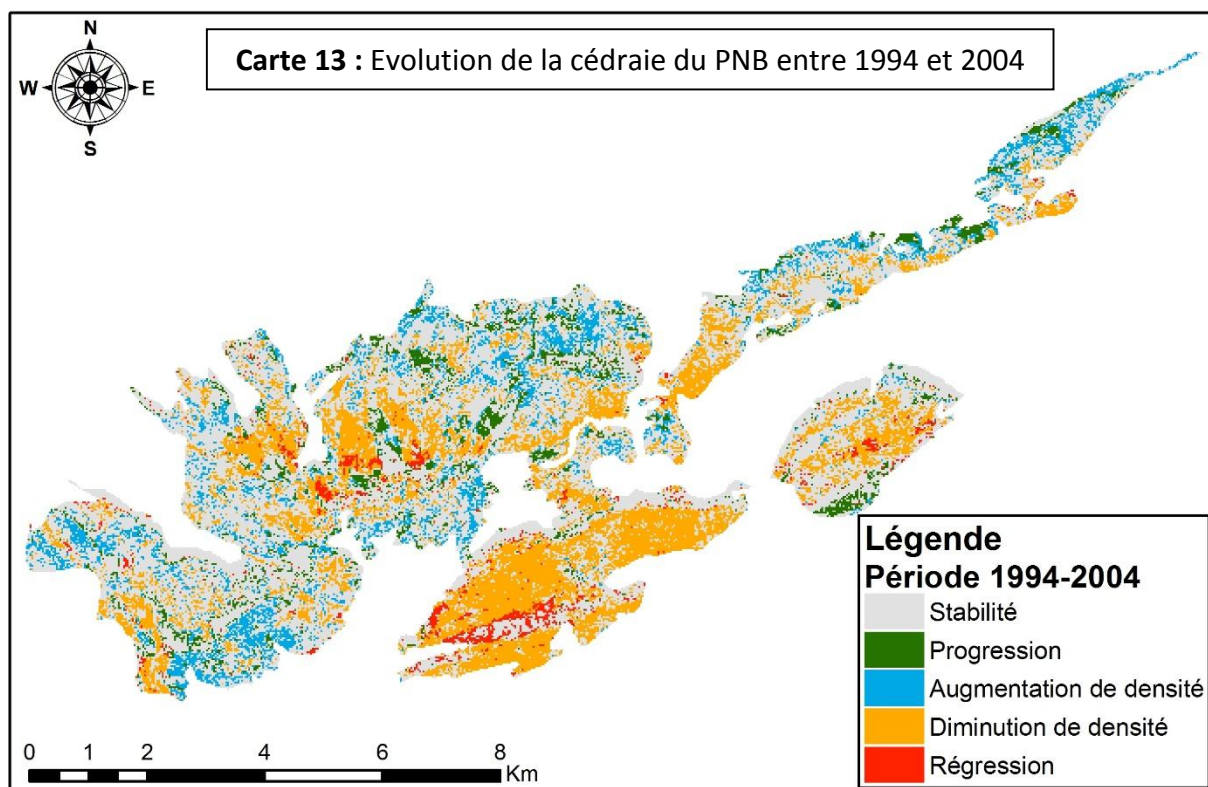 Carte 13 : Evolution de la cédraie du PNB entre 1994 et 2004
N
W E
S
Légende
Période 1994-2004
Stabilité
Progression
Augmentation de densité
Diminution de densité
Régression
0 1 2 4 6 8
Km